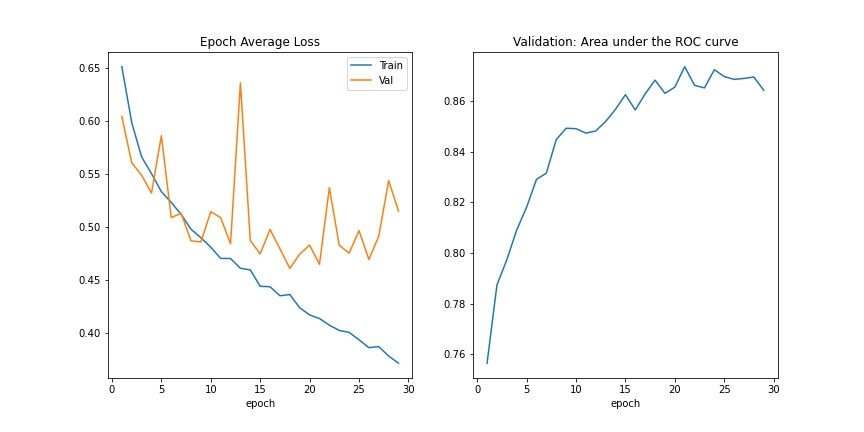 Epoch Average Loss
Train
Val
0.65
0.60
0.55
0.50
0.45
0.40
0 5 10 15 20 25 30
epoch
Validation: Area under the ROC curve
0.86
0.84
0.82
0.80
0.78
0.76
0 5 10 15 20 25 30
epoch